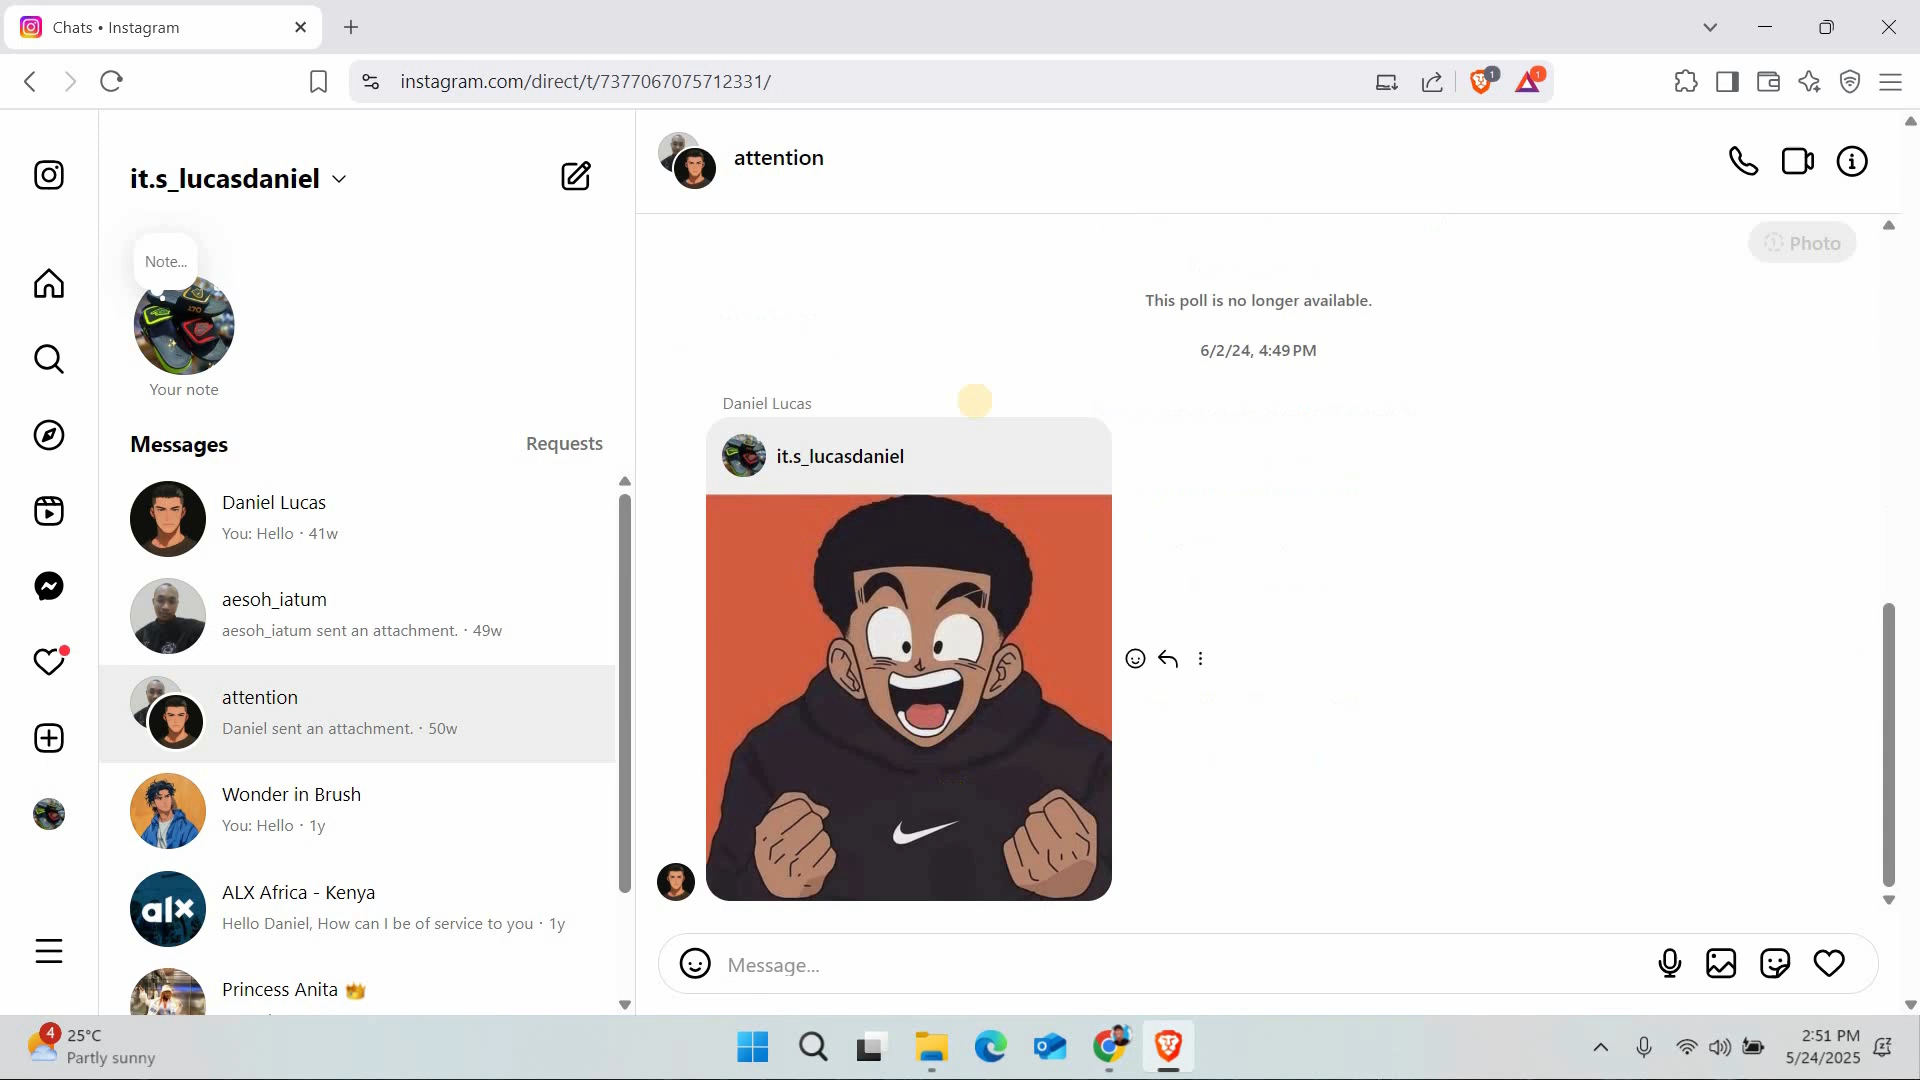 Chats • Instagram
instagram.com/direct/t/7377067075712331/
1
1
it.s_lucasdaniel
Note...
Your note
Messages
Requests
Daniel Lucas
You: Hello · 41w
aesoh_iatum
aesoh_iatum sent an attachment. · 49w
attention
Daniel sent an attachment. · 50w
Wonder in Brush
You: Hello · 1y
alx
ALX Africa - Kenya
Hello Daniel, How can I be of service to you · 1y
Princess Anita 👑
attention
Photo
This poll is no longer available.
6/2/24, 4:49 PM
Daniel Lucas
it.s_lucasdaniel
Message...
4
25°C
Partly sunny
2:51 PM
5/24/2025